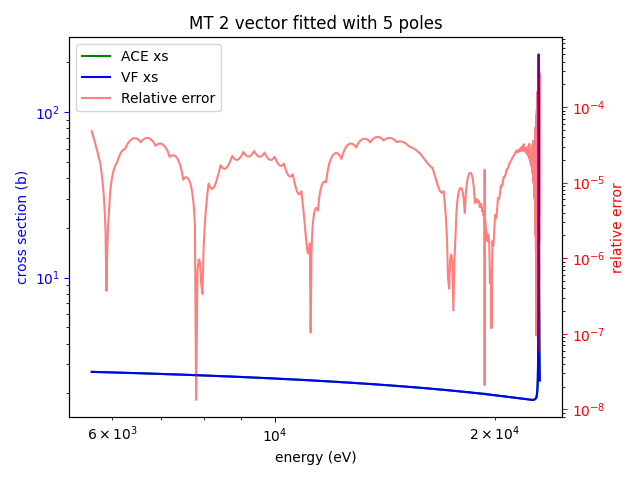 MT 2 vector fitted with 5 poles
ACE xs
VF xs
Relative error
cross section (b)
10²
10¹
relative error
10⁻⁴
10⁻⁵
10⁻⁶
10⁻⁷
10⁻⁸
6 × 10³
10⁴
2 × 10⁴
energy (eV)